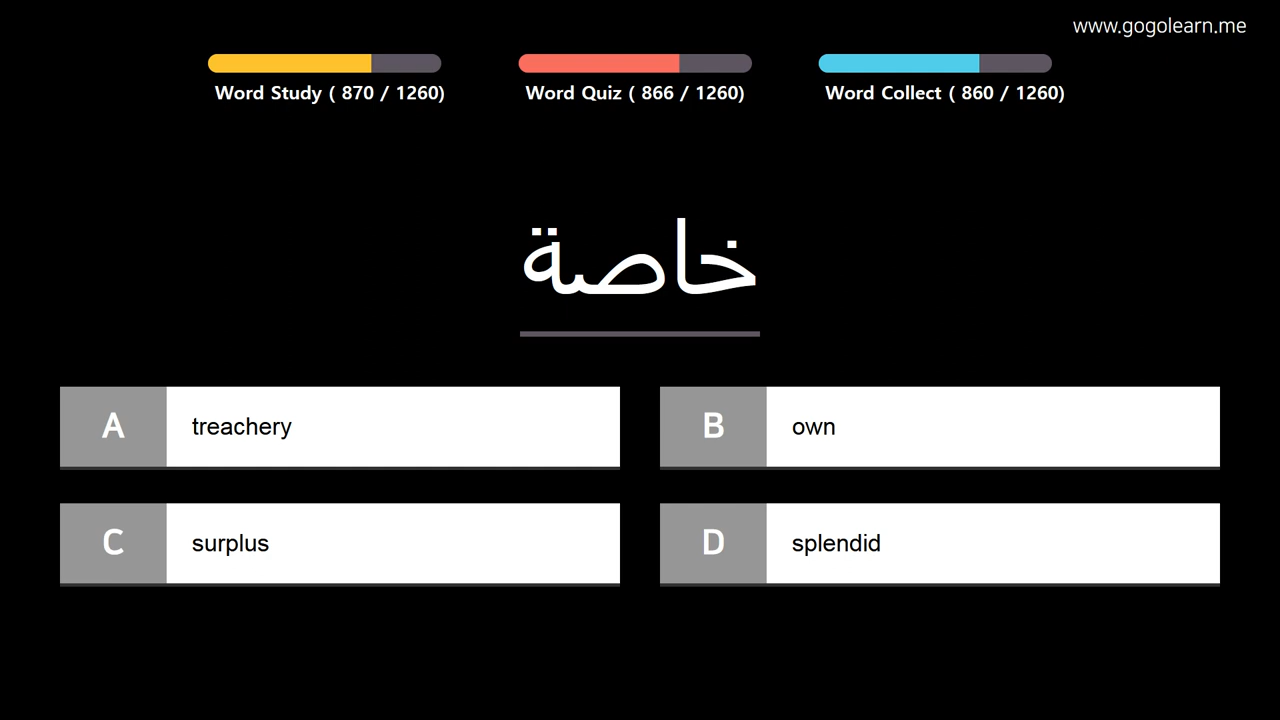 www.gogolearn.me
Word Study ( 870 / 1260)
Word Quiz ( 866 / 1260)
Word Collect ( 860 / 1260)
خاصة
A treachery
B own
C surplus
D splendid